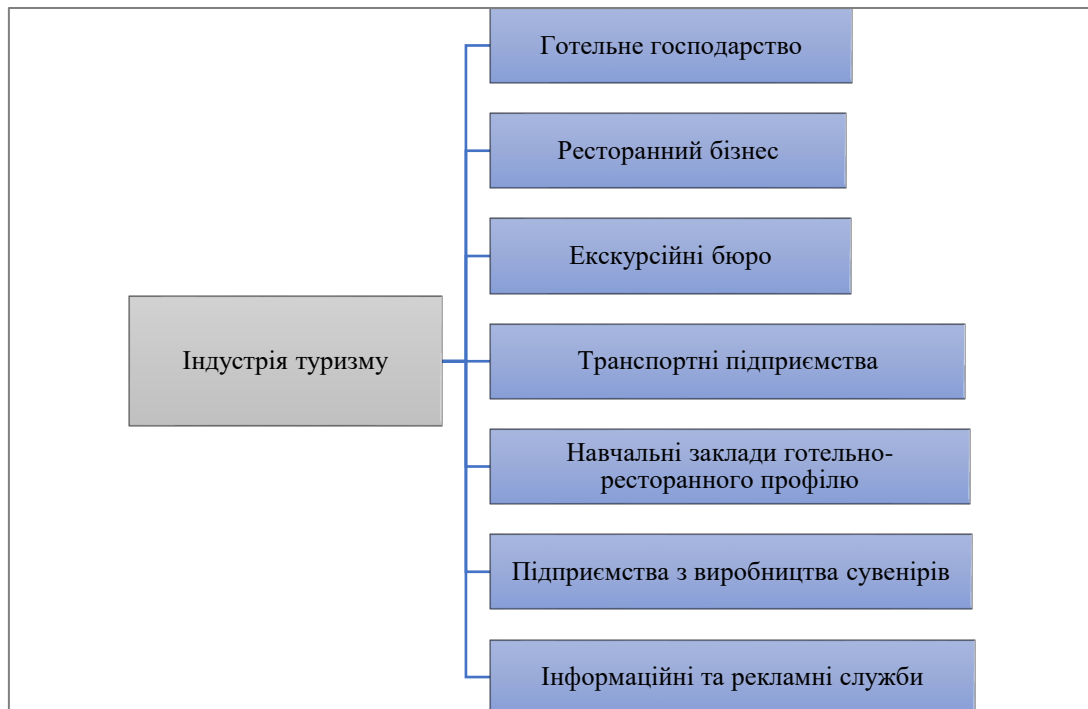 Готельне господарство
Ресторанний бізнес
Екскурсійні бюро
Індустрія туризму
Транспортні підприємства
Навчальні заклади готельно-
ресторанного профілю
Підприємства з виробництва сувенірів
Інформаційні та рекламні служби